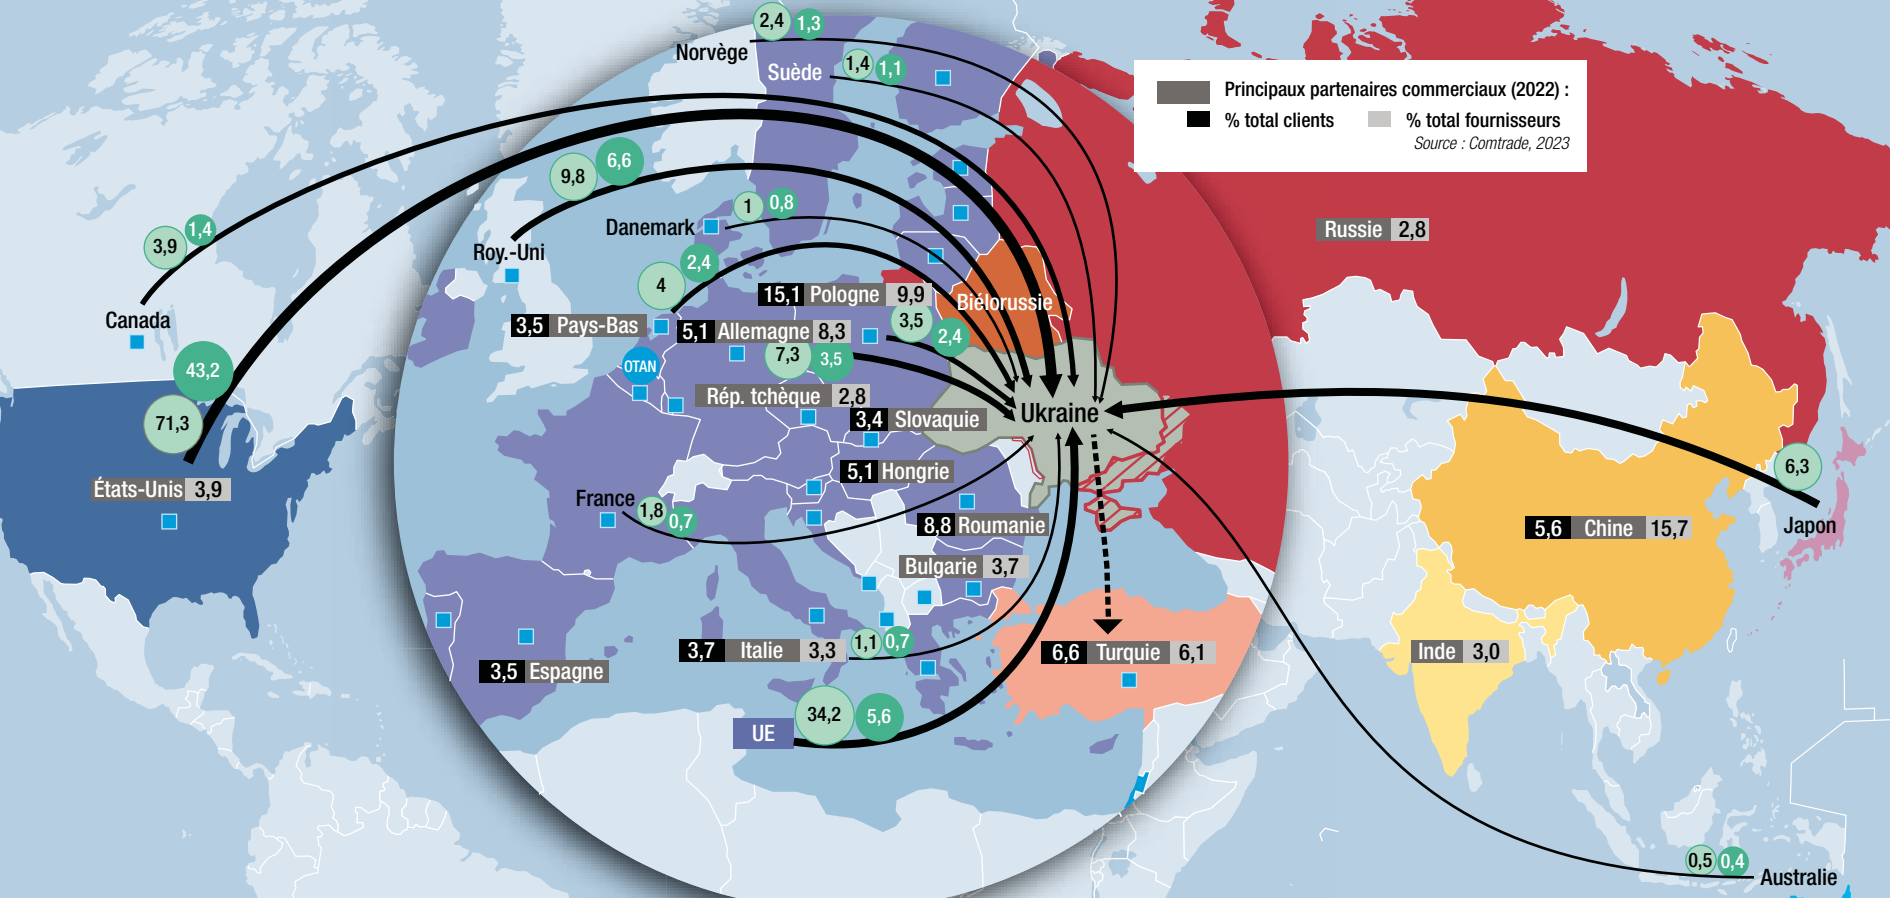 2,4 1,3
Norvège
Suède 1,4 1,1
Principaux partenaires commerciaux (2022) :
% total clients % total fournisseurs
Source : Comtrade, 2023
9,8 6,6
Danemark 1 0,8
Roy.-Uni
3,9 1,4
Canada
4 2,4
Russie 2,8
15,1 Pologne 9,9
Biélorussie
3,5 2,4
3,5 Pays-Bas
5,1 Allemagne 8,3
7,3 3,5
OTAN
43,2
71,3
Rép. tchèque 2,8
3,4 Slovaquie
Ukraine
5,1 Hongrie
6,3
Japon
États-Unis 3,9
France 1,8 0,7
8,8 Roumanie
5,6 Chine 15,7
Bulgarie 3,7
3,7 Italie 3,3
1,1 0,7
6,6 Turquie 6,1
Inde 3,0
3,5 Espagne
UE 34,2 5,6
0,5 0,4
Australie